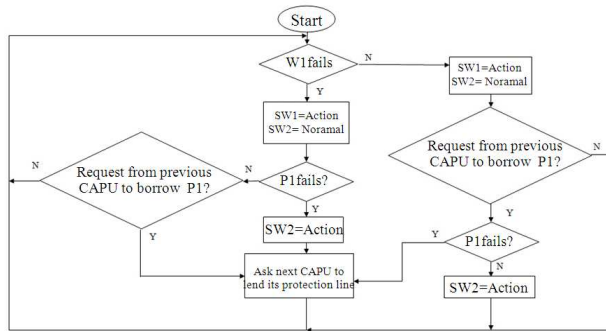 Start
W1fails
N
Y
SW1=Action
SW2= Noramal
SW1=Action
SW2= Noramal
Request from previous
CAPU to borrow P1?
N
Y
P1fails?
N
Y
Request from previous
CAPU to borrow P1?
N
Y
SW2=Action
P1fails?
Y
N
Ask next CAPU to
lend its protection line
SW2=Action